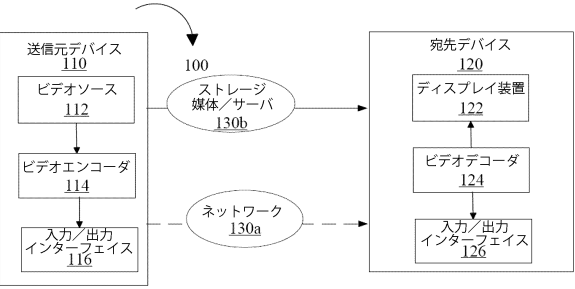 送信元デバイス
110
ビデオソース
112
ビデオエンコーダ
114
入力／出力
インターフェイス
116
100
ストレージ
媒体／サーバ
130b
ネットワーク
130a
宛先デバイス
120
ディスプレイ装置
122
ビデオデコーダ
124
入力／出力
インターフェイス
126